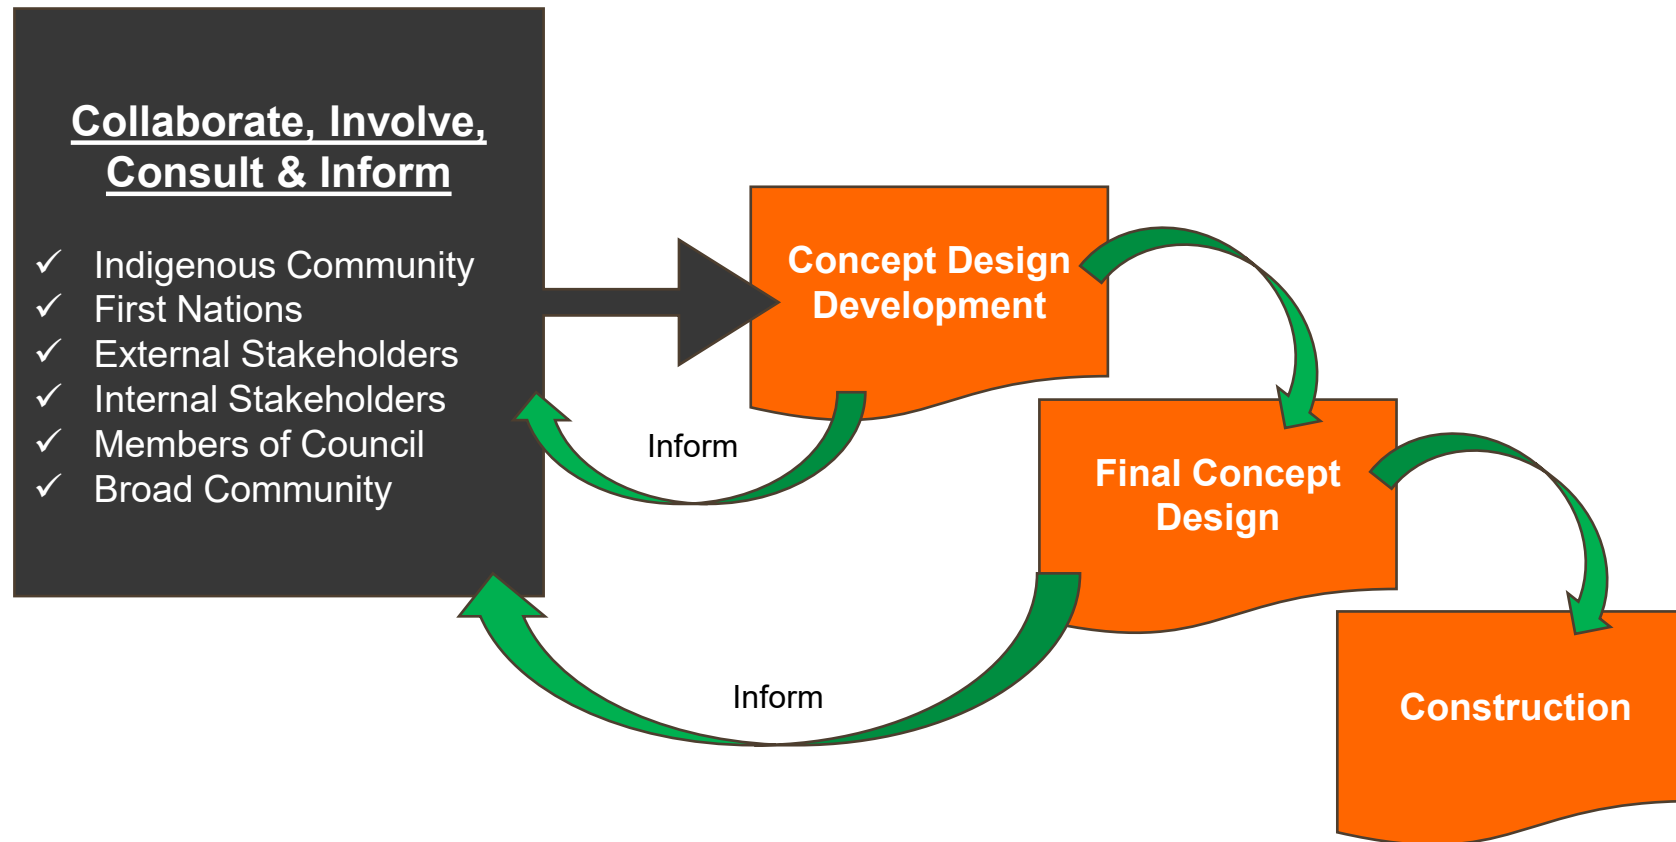 Collaborate, Involve,
Consult & Inform
✓ Indigenous Community
✓ First Nations
✓ External Stakeholders
✓ Internal Stakeholders
✓ Members of Council
✓ Broad Community
Concept Design
Development
Inform
Final Concept
Design
Inform
Construction